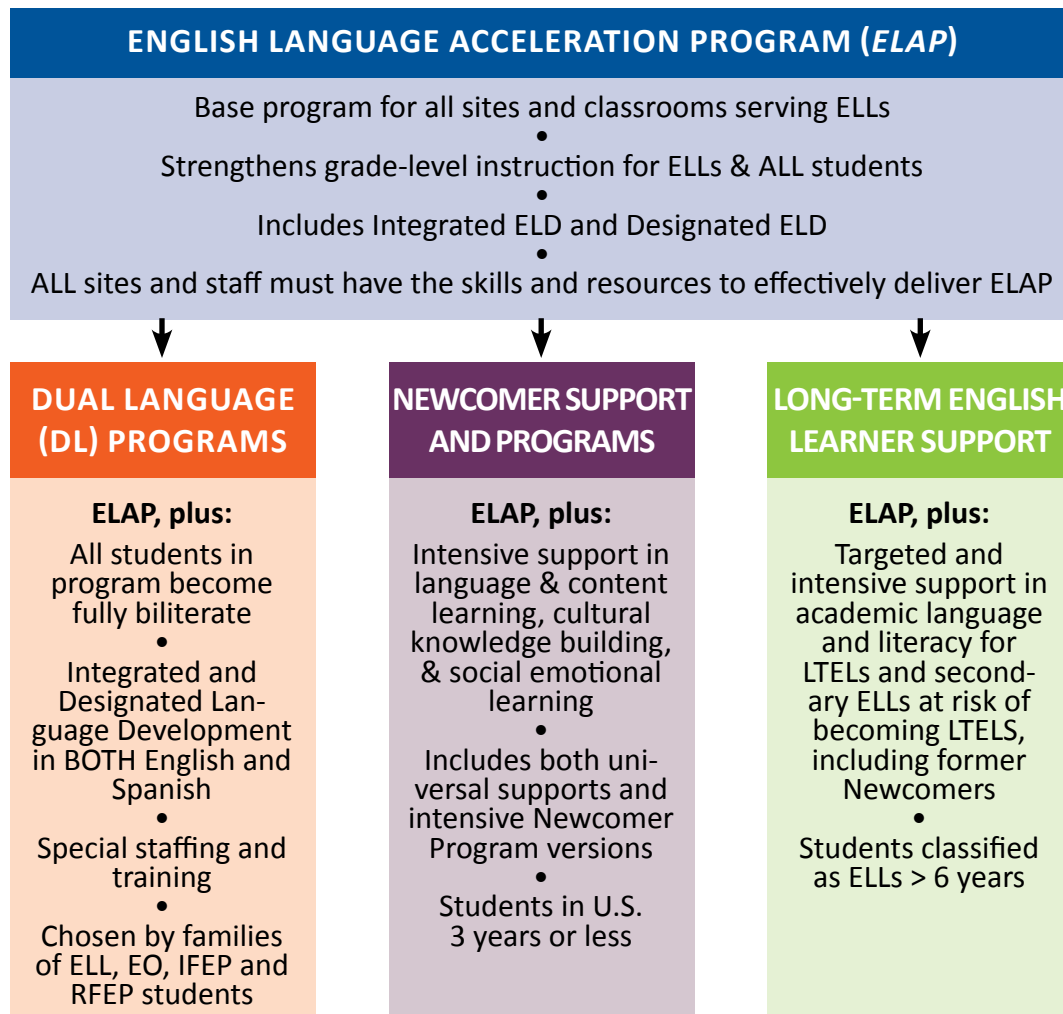 ENGLISH LANGUAGE ACCELERATION PROGRAM (ELAP)
Base program for all sites and classrooms serving ELLs
•
Strengthens grade-level instruction for ELLs & ALL students
•
Includes Integrated ELD and Designated ELD
•
ALL sites and staff must have the skills and resources to effectively deliver ELAP
DUAL LANGUAGE
(DL) PROGRAMS
ELAP, plus:
All students in
program become
fully biliterate
•
Integrated and
Designated Lan-
guage Development
in BOTH English and
Spanish
•
Special staffing and
training
•
Chosen by families
of ELL, EO, IFEP and
RFEP students
NEWCOMER SUPPORT
AND PROGRAMS
ELAP, plus:
Intensive support in
language & content
learning, cultural
knowledge building,
& social emotional
learning
•
Includes both uni-
versal supports and
intensive Newcomer
Program versions
•
Students in U.S.
3 years or less
LONG-TERM ENGLISH
LEARNER SUPPORT
ELAP, plus:
Targeted and
intensive support in
academic language
and literacy for
LTELs and second-
ary ELLs at risk of
becoming LTELS,
including former
Newcomers
•
Students classified
as ELLs > 6 years